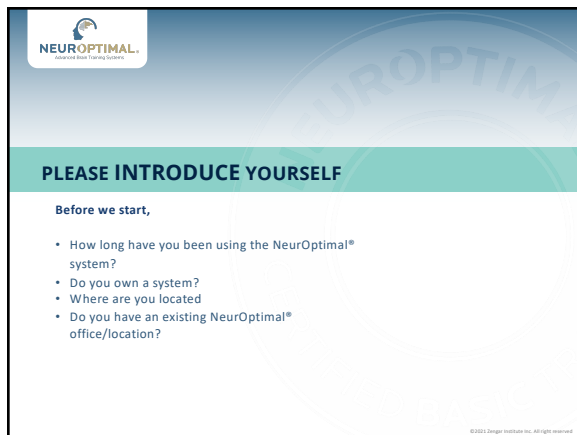 NEUROPTIMAL.
Advanced Brain Training Systems
NEUROPTIMA
PLEASE INTRODUCE YOURSELF
Before we start,
• How long have you been using the NeurOptimal®
system?
• Do you own a system?
• Where are you located
• Do you have an existing NeurOptimal®
office/location?
©2021 Zengar Institute Inc. All right reserved